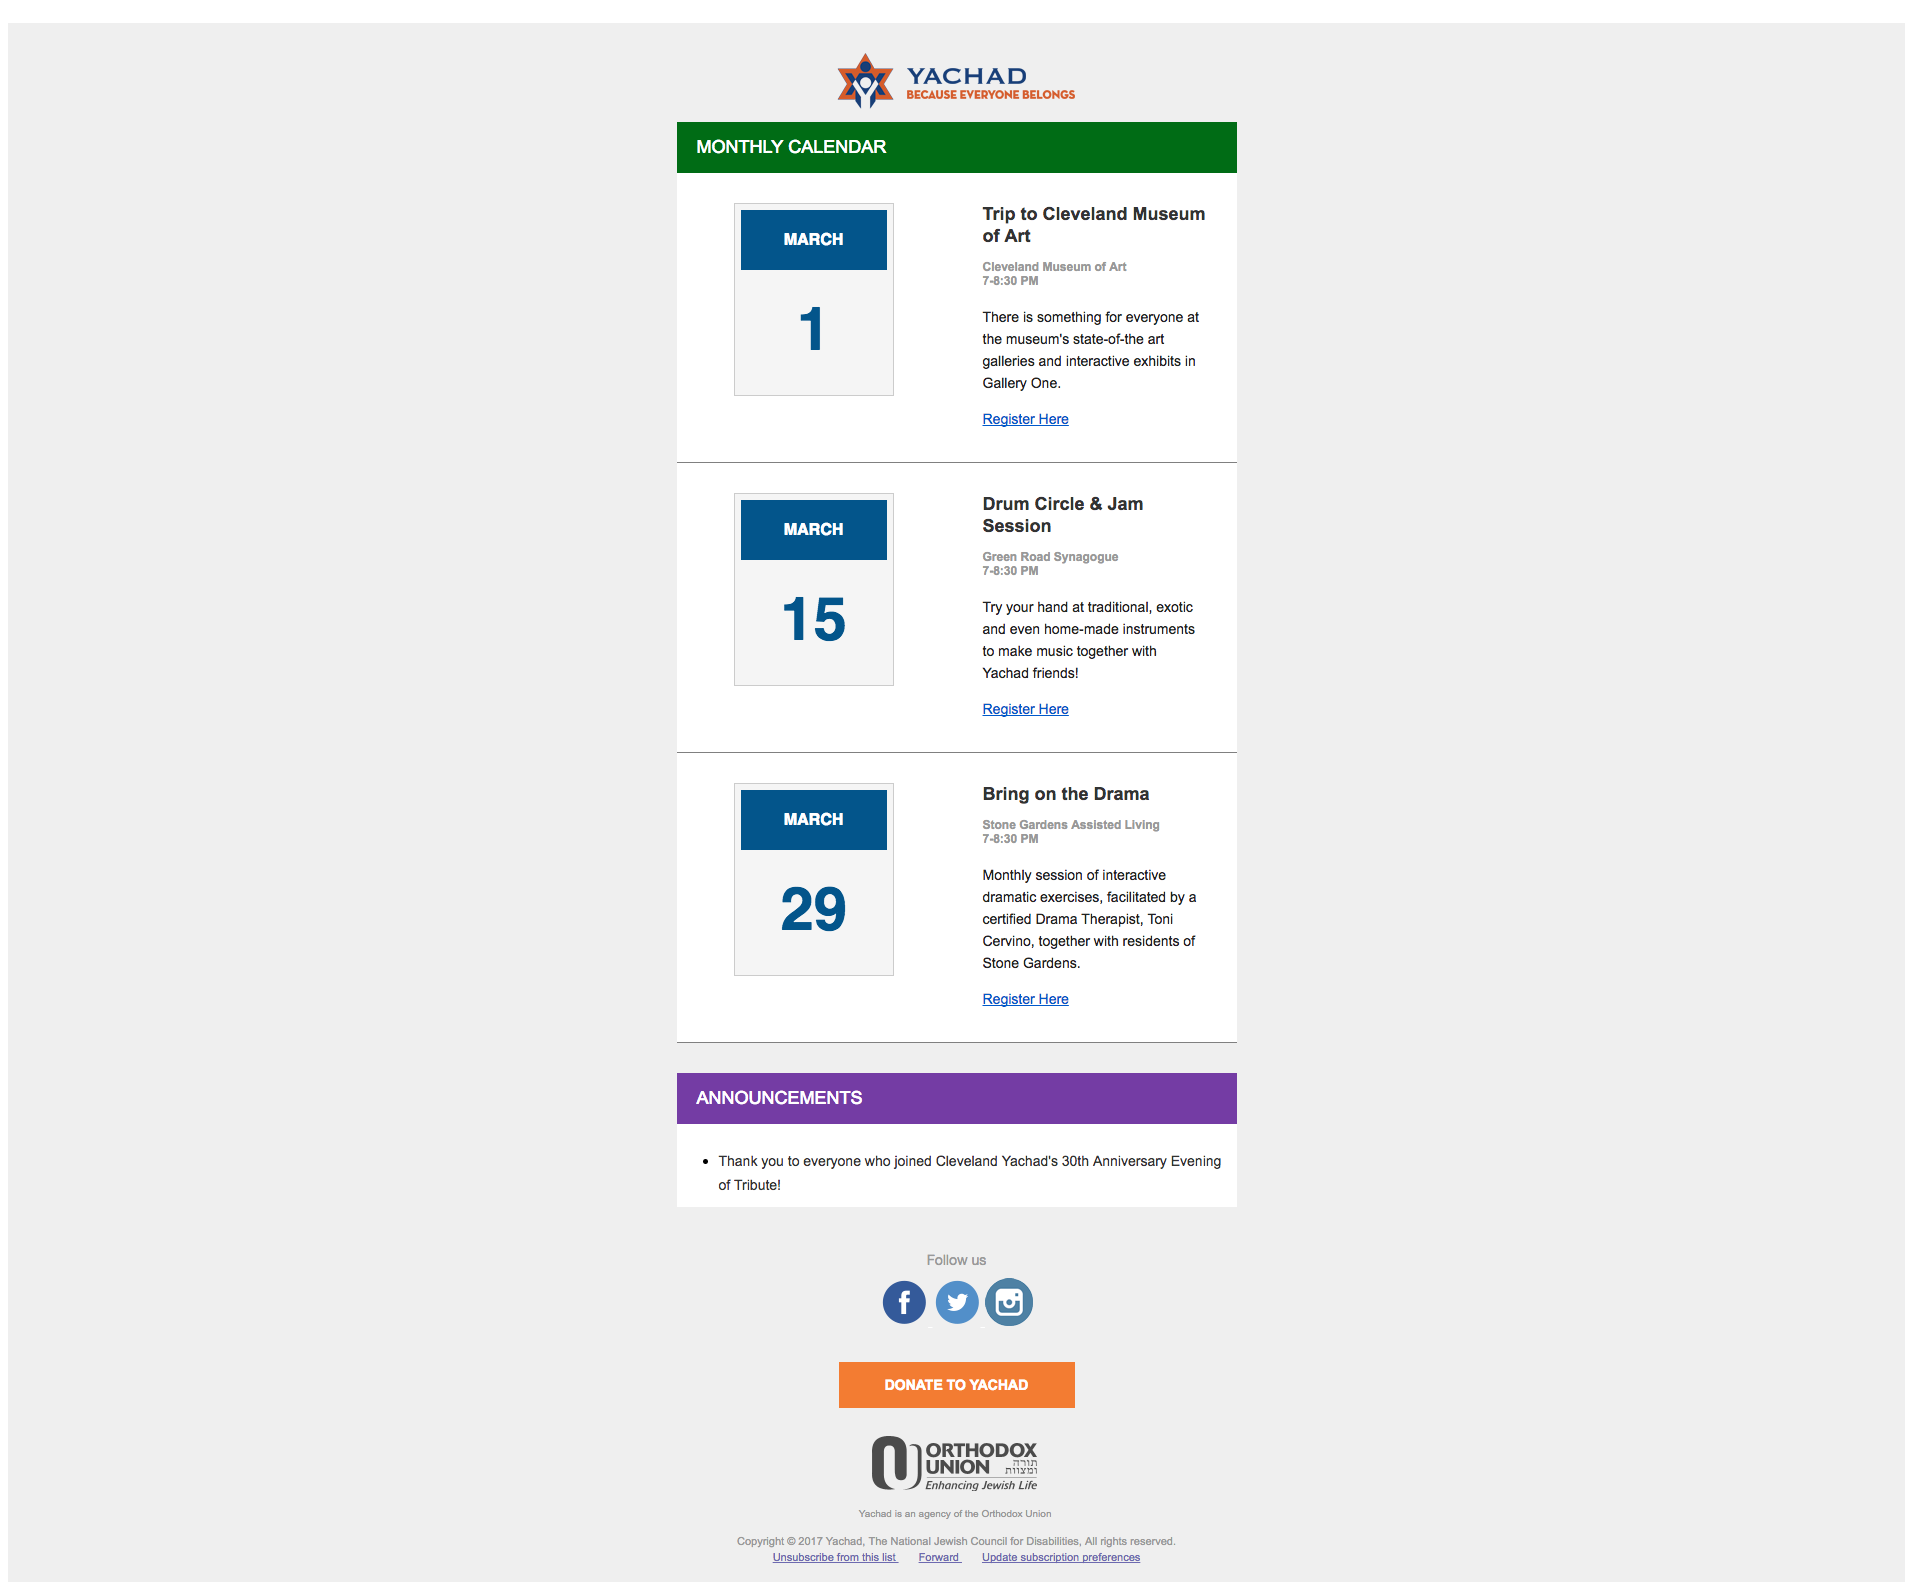 YACHAD
BECAUSE EVERYONE BELONGS
MONTHLY CALENDAR
MARCH
1
Trip to Cleveland Museum
of Art
Cleveland Museum of Art
7-8:30 PM
There is something for everyone at
the museum's state-of-the art
galleries and interactive exhibits in
Gallery One.
Register Here
MARCH
15
Drum Circle & Jam
Session
Green Road Synagogue
7-8:30 PM
Try your hand at traditional, exotic
and even home-made instruments
to make music together with
Yachad friends!
Register Here
MARCH
29
Bring on the Drama
Stone Gardens Assisted Living
7-8:30 PM
Monthly session of interactive
dramatic exercises, facilitated by a
certified Drama Therapist, Toni
Cervino, together with residents of
Stone Gardens.
Register Here
ANNOUNCEMENTS
• Thank you to everyone who joined Cleveland Yachad's 30th Anniversary Evening
of Tribute!
Follow us
DONATE TO YACHAD
ORTHODOX
UNION
תורה
ומצוות
Enhancing Jewish Life
Yachad is an agency of the Orthodox Union
Copyright © 2017 Yachad, The National Jewish Council for Disabilities, All rights reserved.
Unsubscribe from this list Forward Update subscription preferences